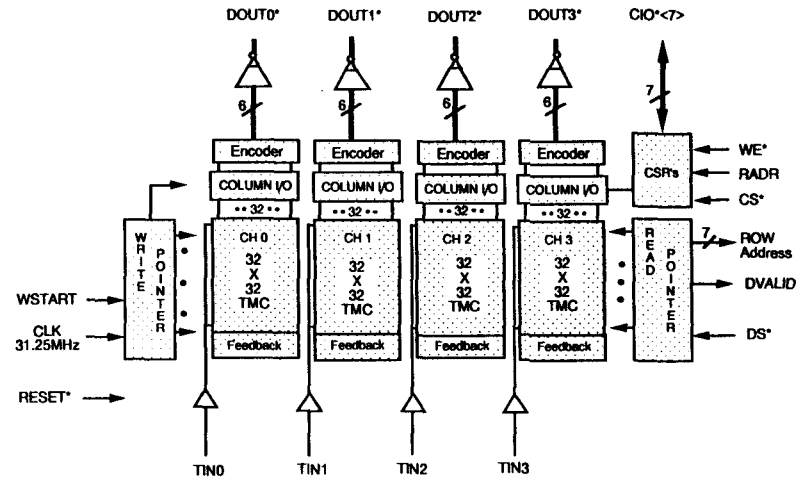 DOUT0* DOUT1* DOUT2* DOUT3* CIO*<7>
6 6 6 6 7
Encoder Encoder Encoder Encoder
COLUMN I/O COLUMN I/O COLUMN I/O COLUMN I/O
CSR's
WE*
RADR
CS*
•• 32 •• •• 32 •• •• 32 •• •• 32 ••
WRITE POINTER
CH 0 CH 1 CH 2 CH 3
32 32 32 32
X X X X
32 32 32 32
TMC TMC TMC TMC
Feedback Feedback Feedback Feedback
READ POINTER
7
ROW
Address
DVALID
DS*
WSTART
CLK
31.25MHz
RESET*
TIN0 TIN1 TIN2 TIN3